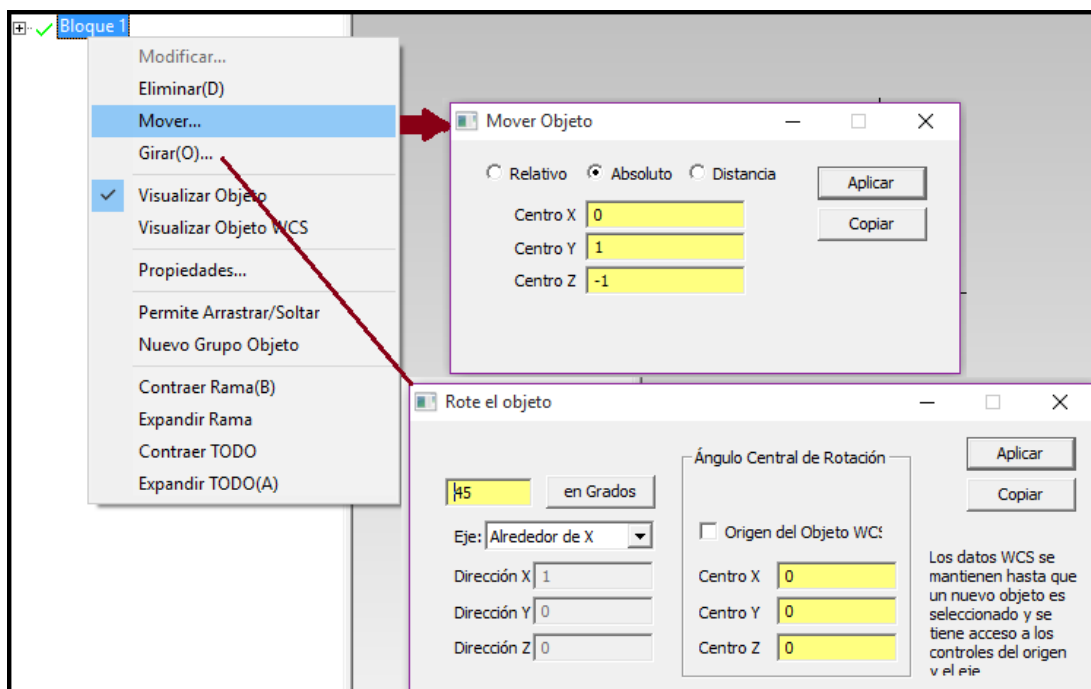 Bloque 1
Modificar...
Eliminar(D)
Mover...
Girar(O)...
Visualizar Objeto
Visualizar Objeto WCS
Propiedades...
Permite Arrastrar/Soltar
Nuevo Grupo Objeto
Contraer Rama(B)
Expandir Rama
Contraer TODO
Expandir TODO(A)
Mover Objeto
Relativo Absoluto Distancia
Aplicar
Centro X 0
Copiar
Centro Y 1
Centro Z -1
Rote el objeto
Ángulo Central de Rotación
Aplicar
45 en Grados
Copiar
Eje: Alrededor de X
Origen del Objeto WCS
Dirección X 1
Dirección Y 0
Dirección Z 0
Centro X 0
Centro Y 0
Centro Z 0
Los datos WCS se
mantienen hasta que
un nuevo objeto es
seleccionado y se
tiene acceso a los
controles del origen
y el eje